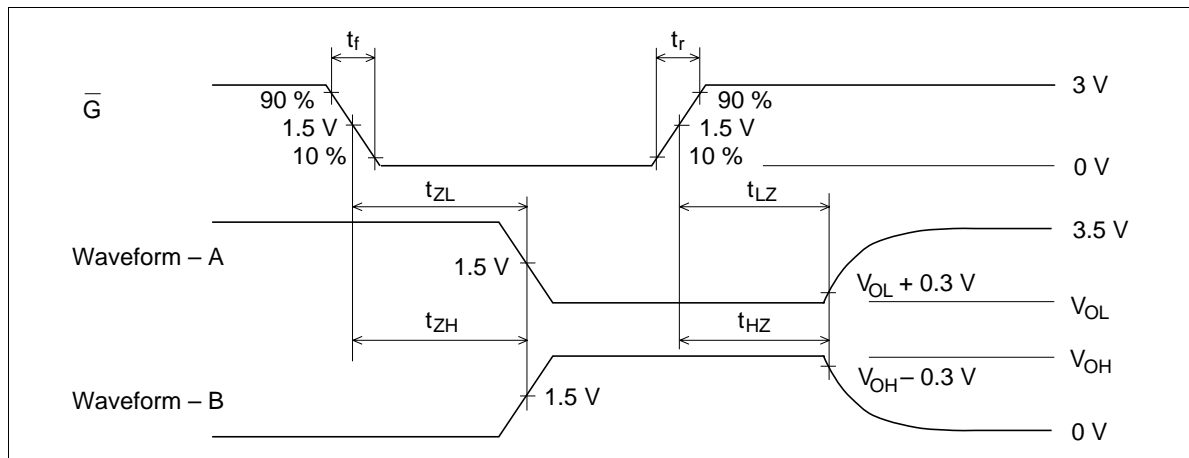 t_f
t_r
G̅
90 %
1.5 V
10 %
90 %
1.5 V
10 %
3 V
0 V
t_ZL
t_LZ
Waveform – A
1.5 V
V_OL + 0.3 V
3.5 V
V_OL
t_ZH
t_HZ
Waveform – B
1.5 V
V_OH – 0.3 V
V_OH
0 V